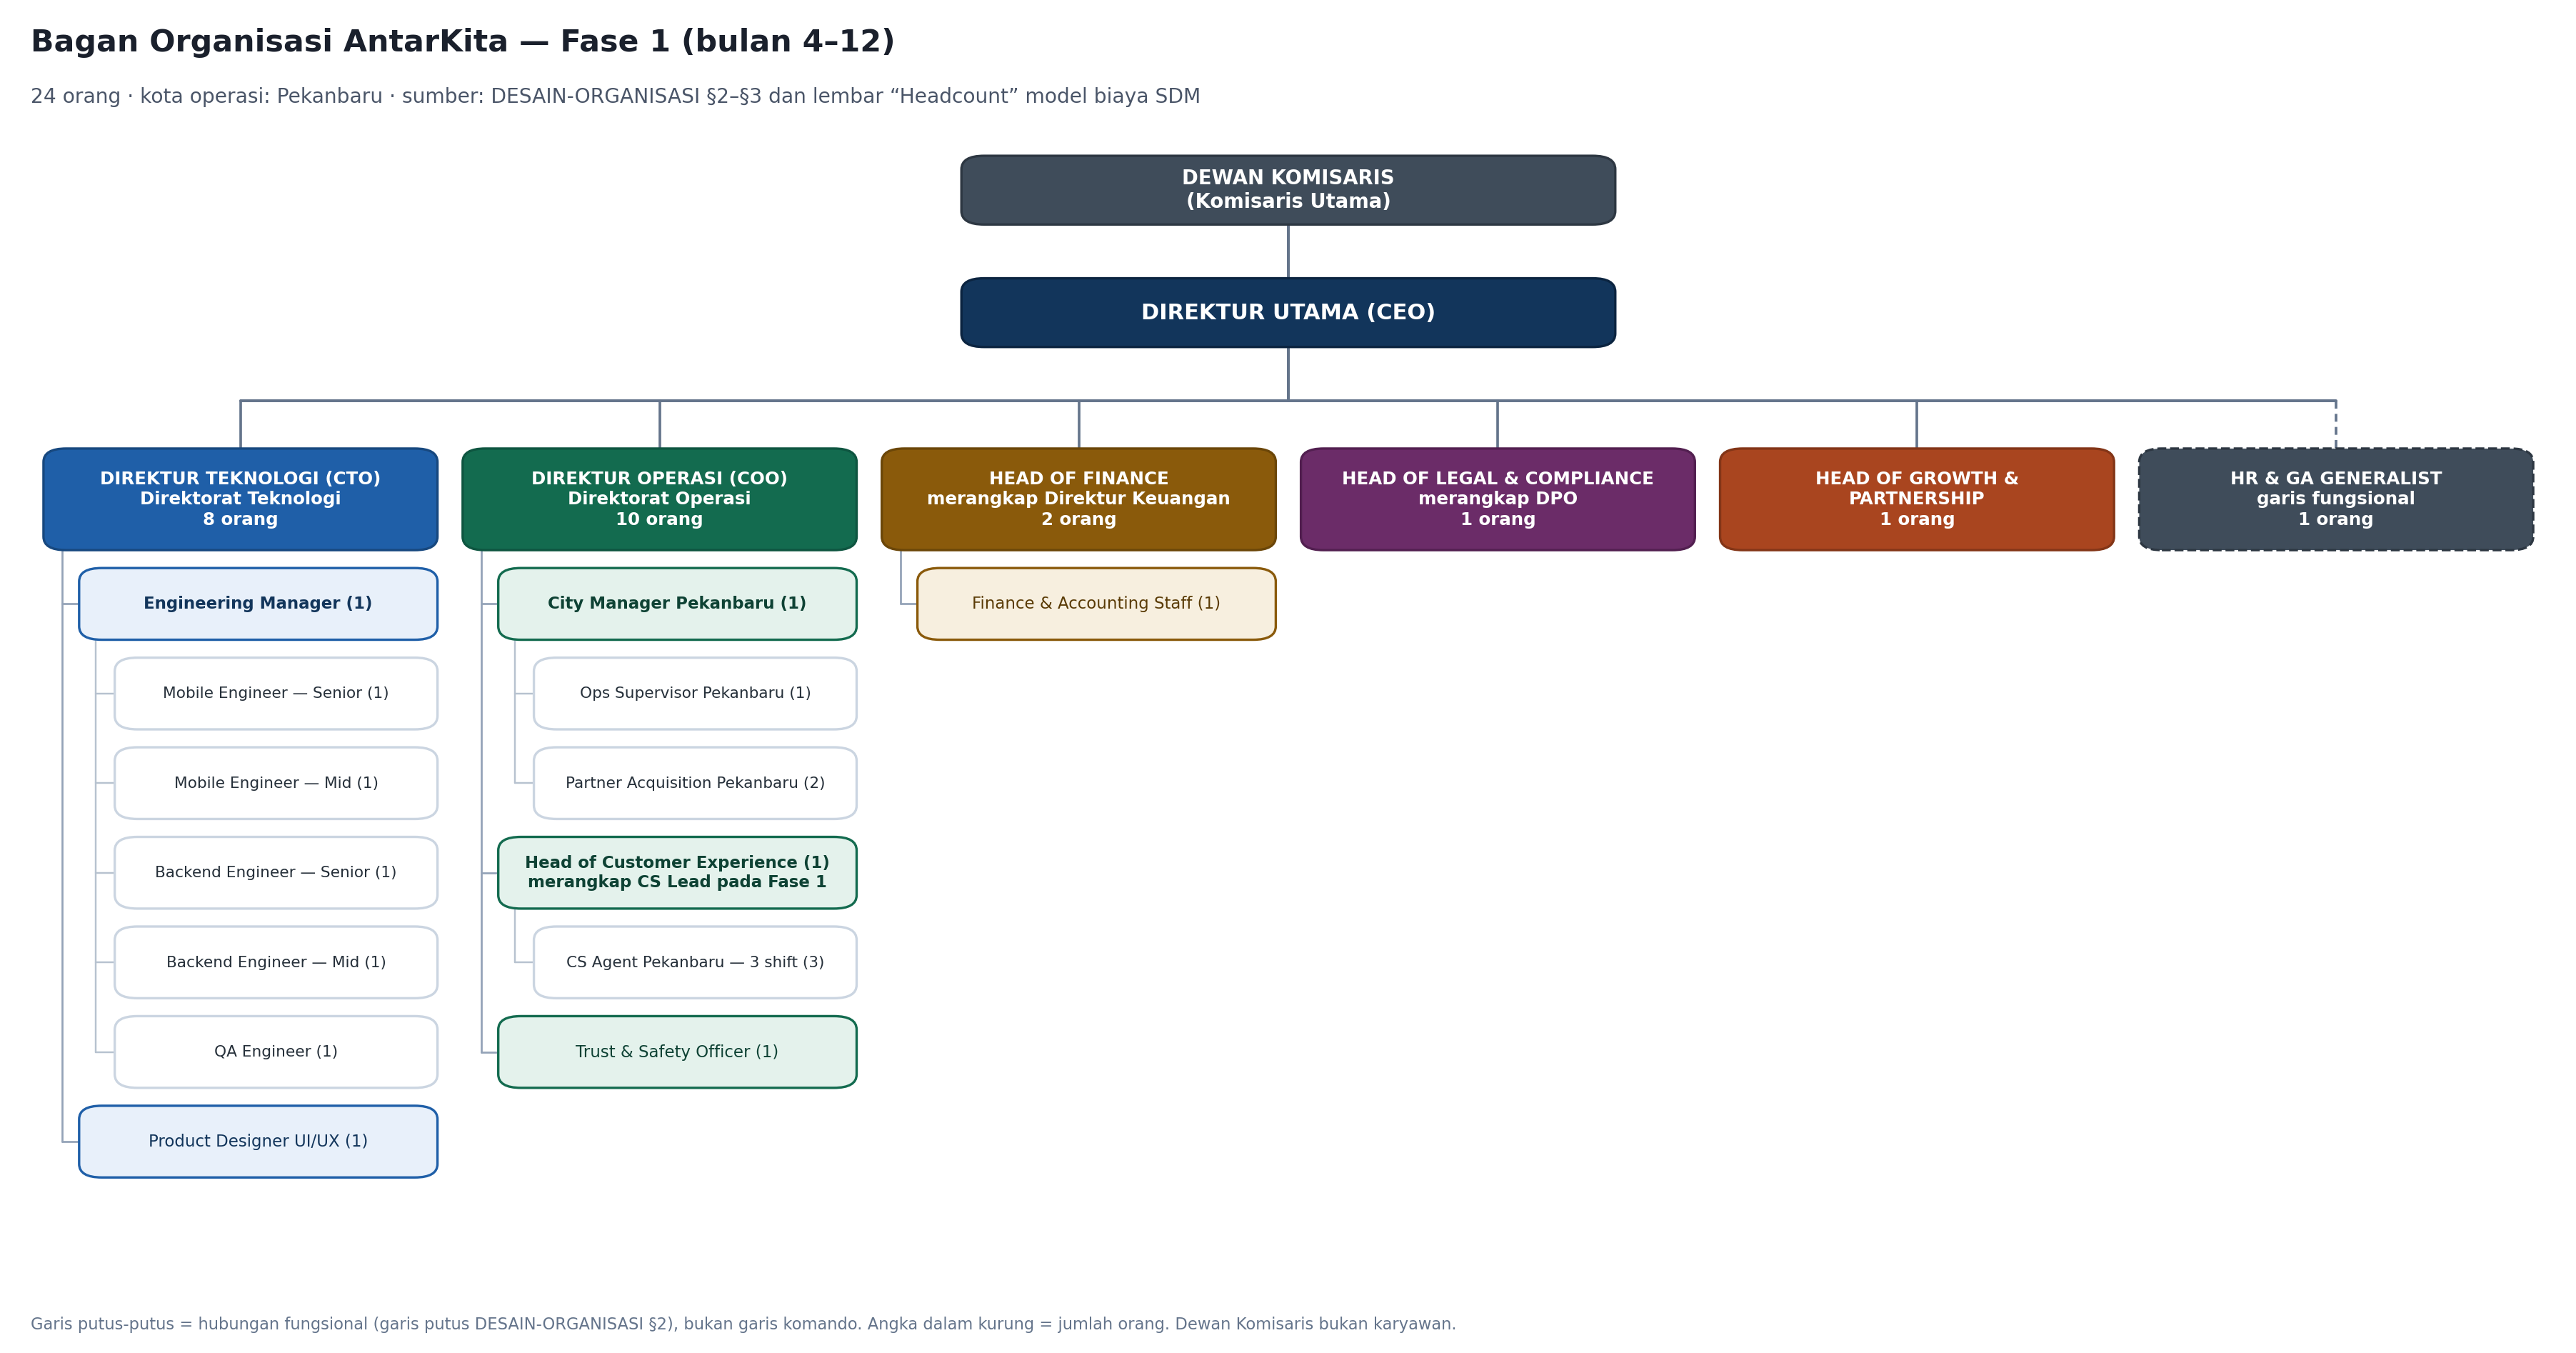 Bagan Organisasi AntarKita — Fase 1 (bulan 4–12)
24 orang · kota operasi: Pekanbaru · sumber: DESAIN-ORGANISASI §2–§3 dan lembar “Headcount” model biaya SDM
DEWAN KOMISARIS
(Komisaris Utama)
DIREKTUR UTAMA (CEO)
DIREKTUR TEKNOLOGI (CTO)
Direktorat Teknologi
8 orang
Engineering Manager (1)
Mobile Engineer — Senior (1)
Mobile Engineer — Mid (1)
Backend Engineer — Senior (1)
Backend Engineer — Mid (1)
QA Engineer (1)
Product Designer UI/UX (1)
DIREKTUR OPERASI (COO)
Direktorat Operasi
10 orang
City Manager Pekanbaru (1)
Ops Supervisor Pekanbaru (1)
Partner Acquisition Pekanbaru (2)
Head of Customer Experience (1)
merangkap CS Lead pada Fase 1
CS Agent Pekanbaru — 3 shift (3)
Trust & Safety Officer (1)
HEAD OF FINANCE
merangkap Direktur Keuangan
2 orang
Finance & Accounting Staff (1)
HEAD OF LEGAL & COMPLIANCE
merangkap DPO
1 orang
HEAD OF GROWTH &
PARTNERSHIP
1 orang
HR & GA GENERALIST
garis fungsional
1 orang
Garis putus-putus = hubungan fungsional (garis putus DESAIN-ORGANISASI §2), bukan garis komando. Angka dalam kurung = jumlah orang. Dewan Komisaris bukan karyawan.